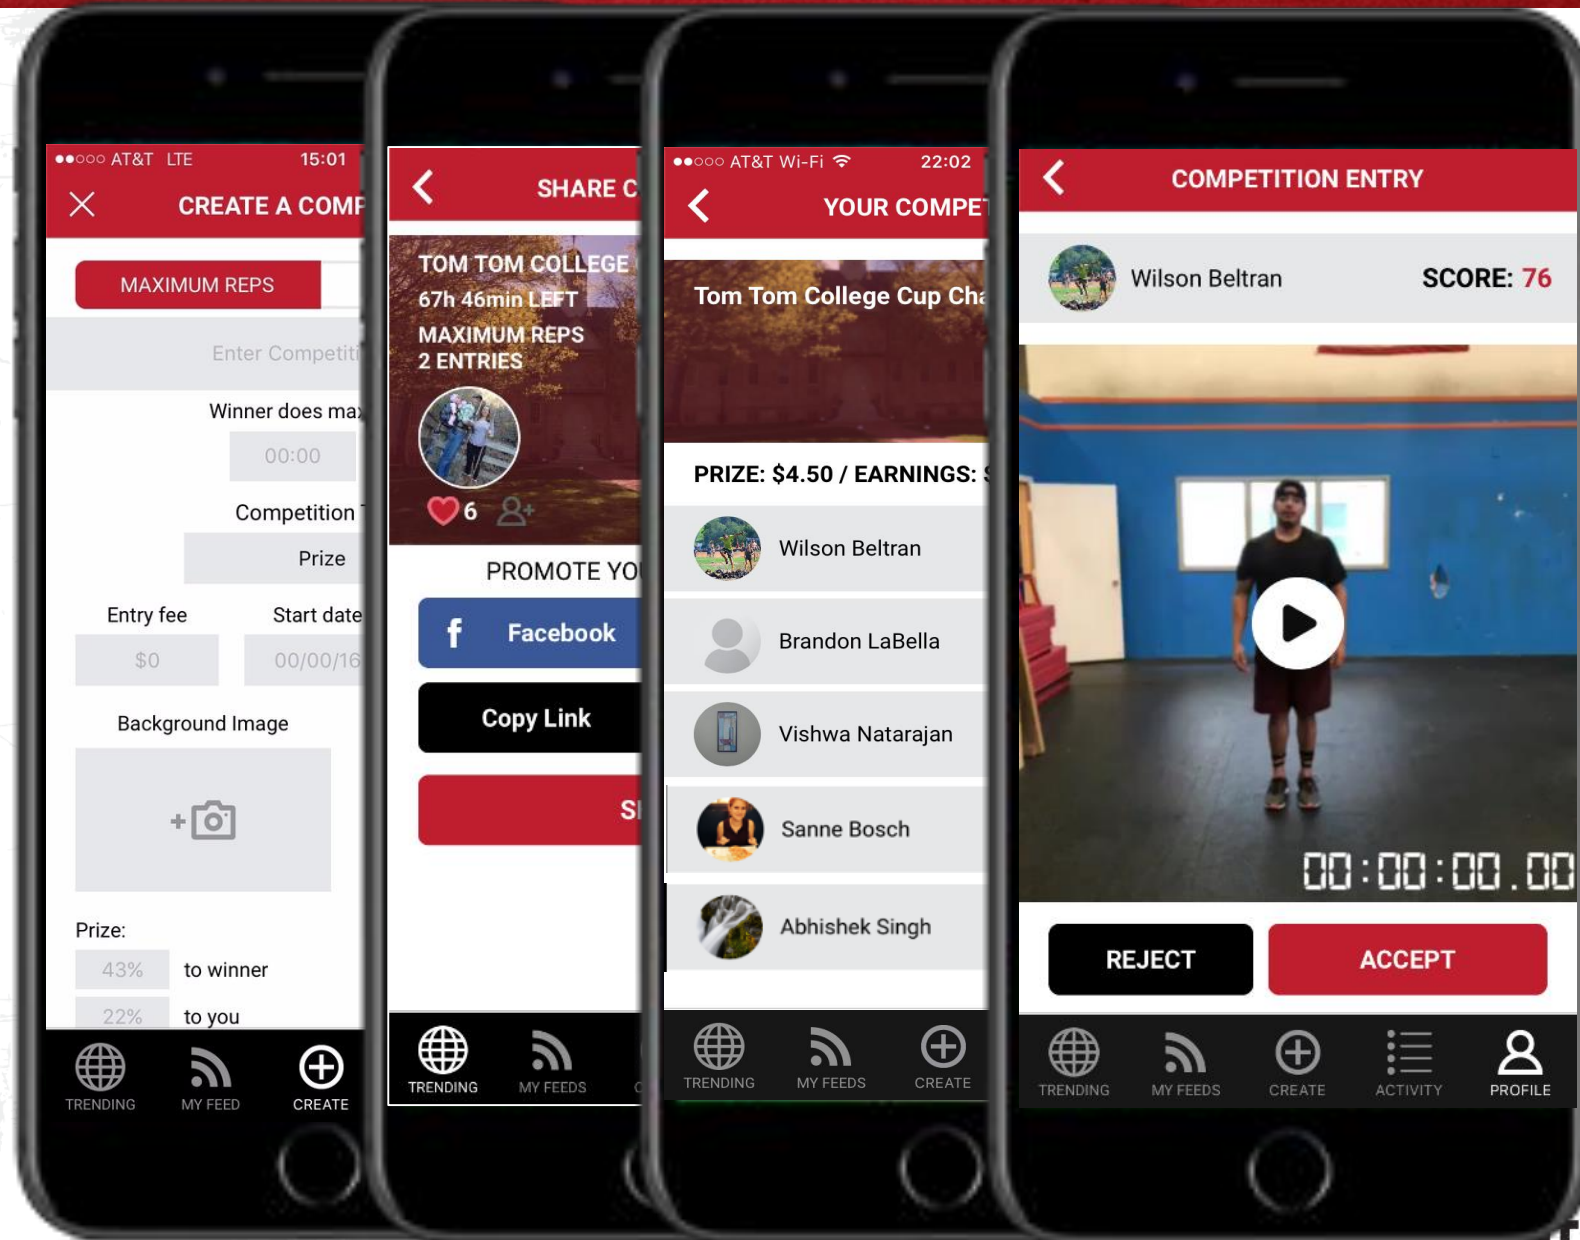 AT&T LTE 15:01
CREATE A COMP
MAXIMUM REPS
Enter Competiti
Winner does max
00:00
Competition
Prize
Entry fee Start date
$0 00/00/16
Background Image
+
Prize:
43% to winner
22% to you
TRENDING MY FEED CREATE
SHARE C
TOM TOM COLLEGE
67h 46min LEFT
MAXIMUM REPS
2 ENTRIES
6
PROMOTE YOU
f Facebook
Copy Link
TRENDING MY FEEDS
AT&T Wi-Fi 22:02
YOUR COMPET
Tom Tom College Cup Cha
PRIZE: $4.50 / EARNINGS:
Wilson Beltran
Brandon LaBella
Vishwa Natarajan
Sanne Bosch
Abhishek Singh
TRENDING MY FEEDS CREATE
COMPETITION ENTRY
Wilson Beltran SCORE: 76
00:00:00.00
REJECT ACCEPT
TRENDING MY FEEDS CREATE ACTIVITY PROFILE